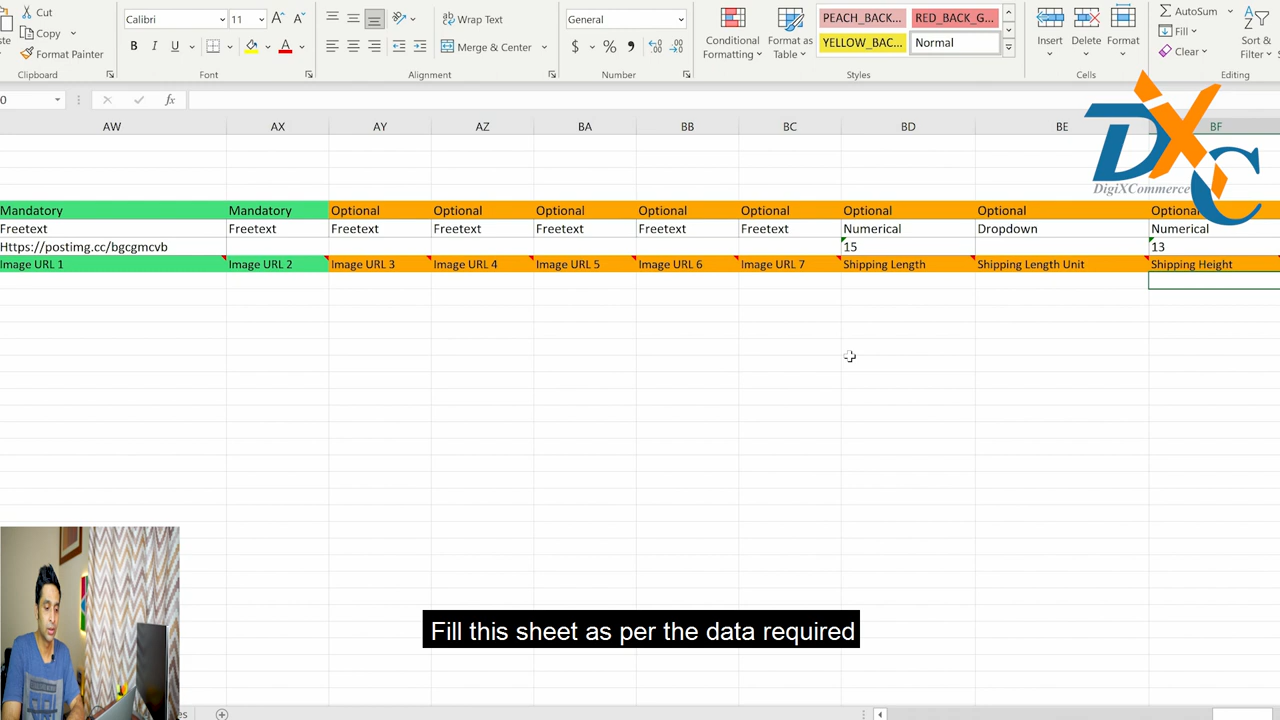 Cut
Copy
Format Painter
Clipboard
Calibri
11
B I U
Font
Wrap Text
Merge & Center
Alignment
General
$ % ,
Number
Conditional Formatting
Format as Table
PEACH_BACK...
RED_BACK_G...
YELLOW_BAC...
Normal
Styles
Insert
Delete
Format
Cells
AutoSum
Fill
Clear
Sort & Filter
Editing
fx
AW AX AY AZ BA BB BC BD BE BF
DXC
DigiXCommerce
Mandatory Mandatory Optional Optional Optional Optional Optional Optional Optional Optional
Freetext Freetext Freetext Freetext Freetext Freetext Freetext Numerical Dropdown Numerical
Https://postimg.cc/bgcgmcvb 15 13
Image URL 1 Image URL 2 Image URL 3 Image URL 4 Image URL 5 Image URL 6 Image URL 7 Shipping Length Shipping Length Unit Shipping Height
Fill this sheet as per the data required